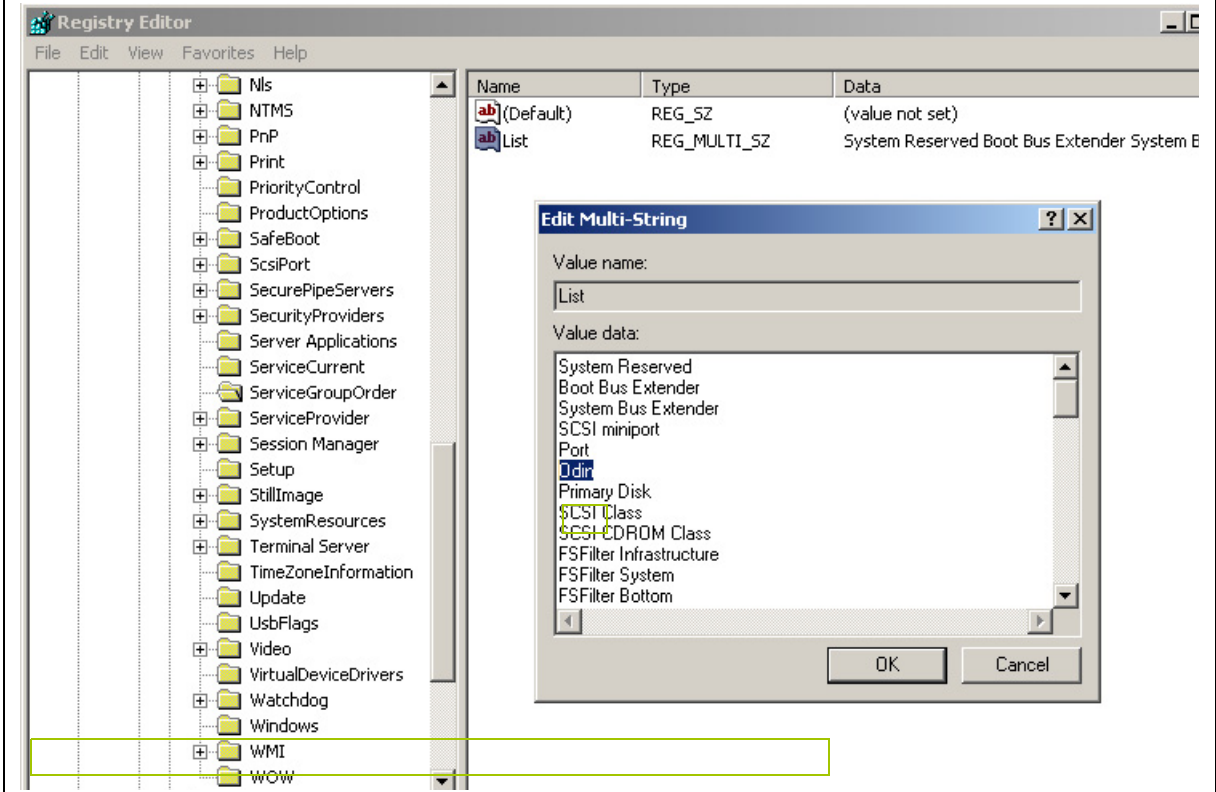 Registry Editor
File Edit View Favorites Help
Nls
NTMS
PnP
Print
PriorityControl
ProductOptions
SafeBoot
ScsiPort
SecurePipeServers
SecurityProviders
Server Applications
ServiceCurrent
ServiceGroupOrder
ServiceProvider
Session Manager
Setup
StillImage
SystemResources
Terminal Server
TimeZoneInformation
Update
UsbFlags
Video
VirtualDeviceDrivers
Watchdog
Windows
WMI
WOW
Name Type Data
ab (Default) REG_SZ (value not set)
ab List REG_MULTI_SZ System Reserved Boot Bus Extender System B
Edit Multi-String
Value name:
List
Value data:
System Reserved
Boot Bus Extender
System Bus Extender
SCSI miniport
Port
Odin
Primary Disk
SCSI Class
SCSI CDROM Class
FSFilter Infrastructure
FSFilter System
FSFilter Bottom
OK Cancel